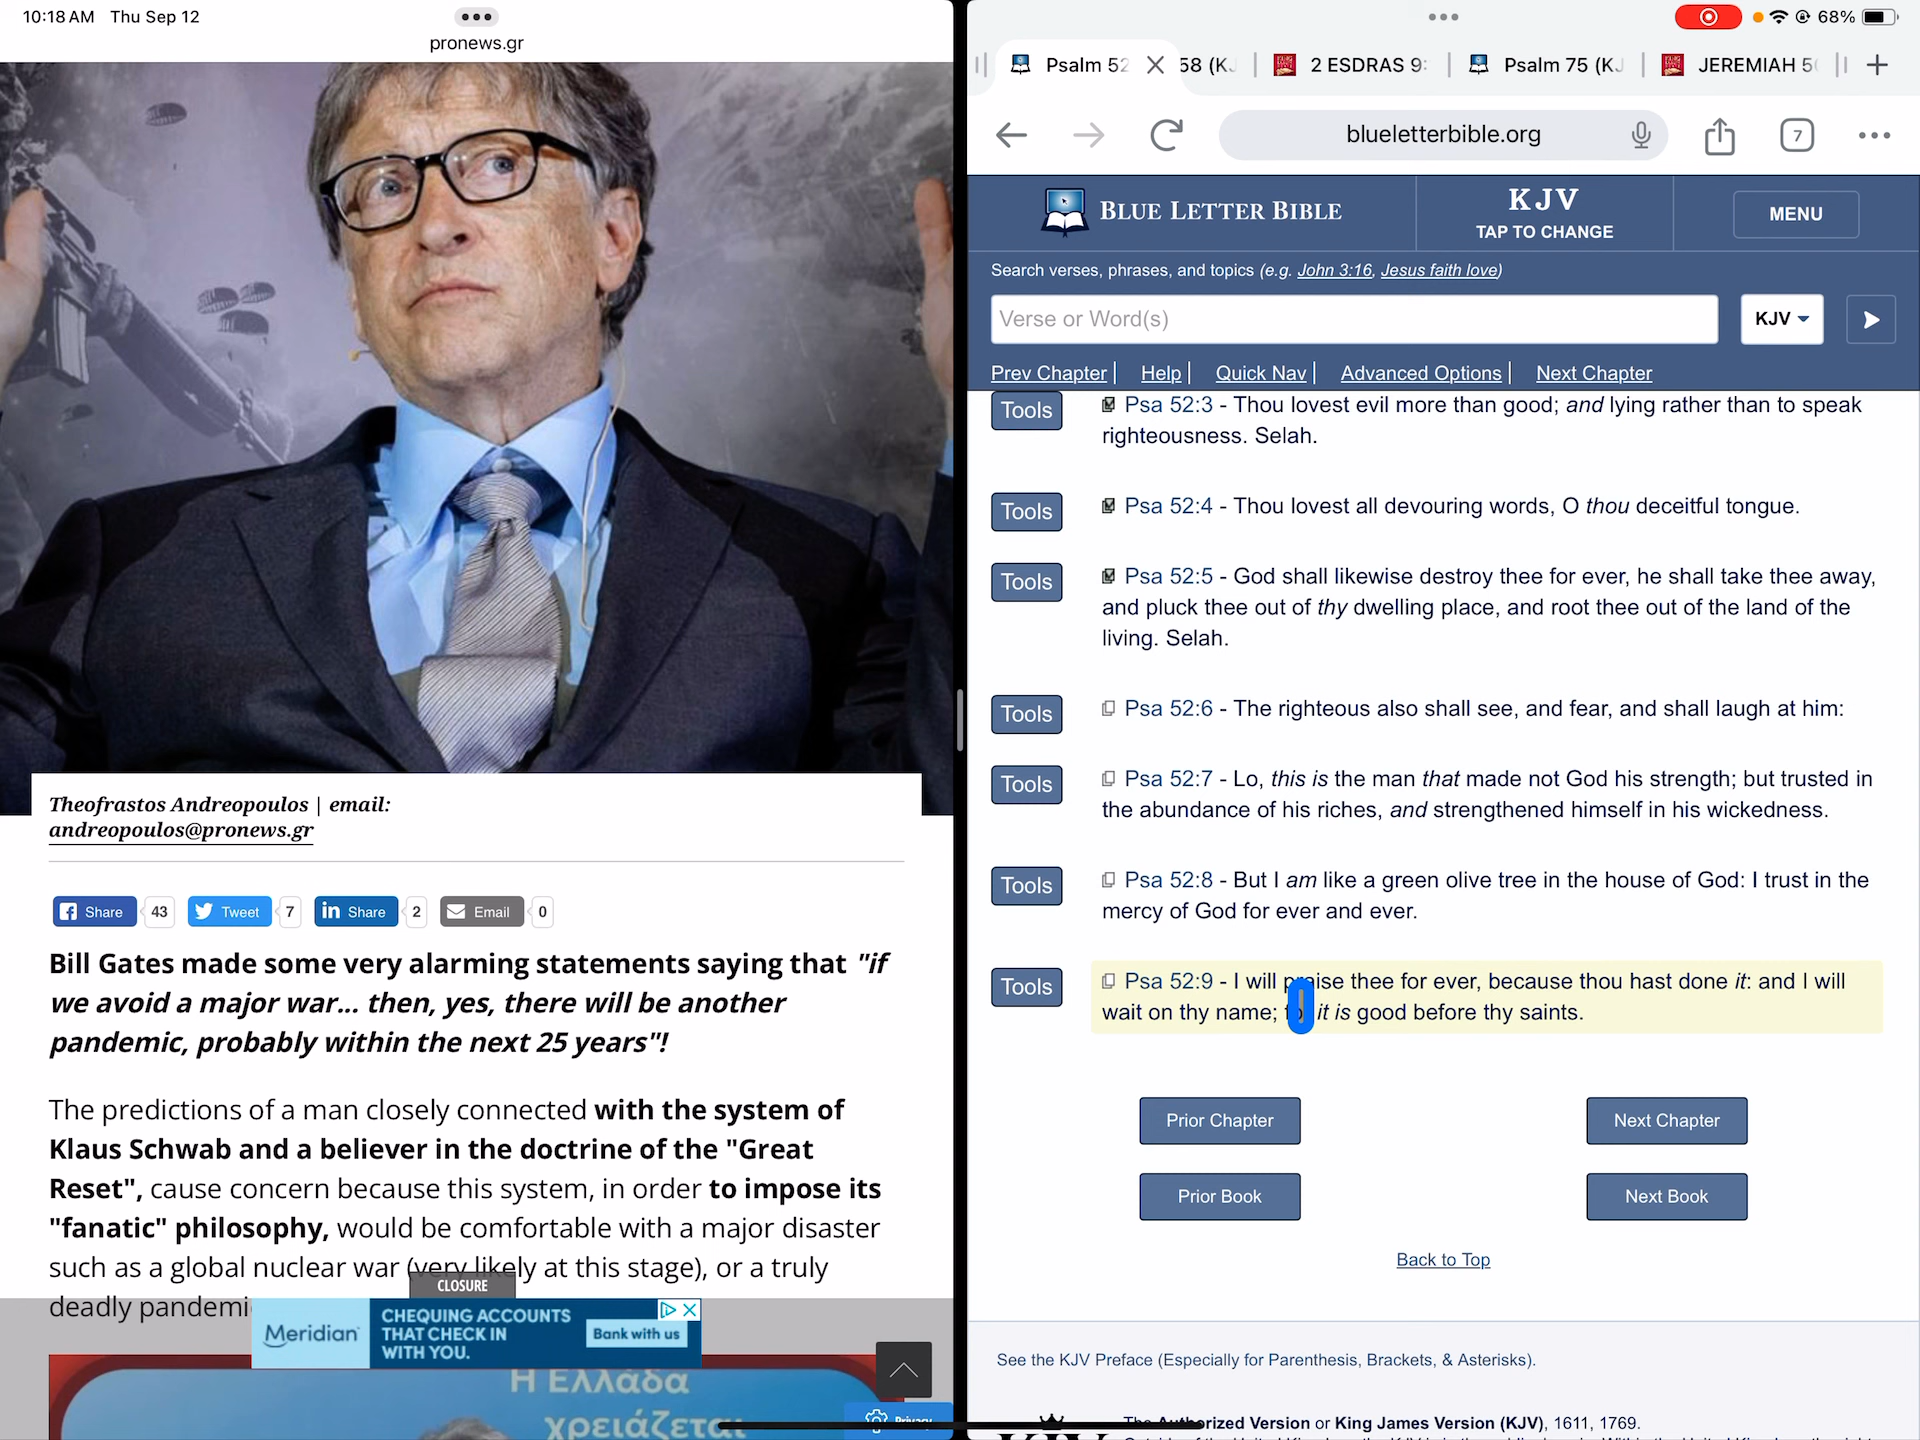 10:18 AM Thu Sep 12
pronews.gr
Theofrastos Andreopoulos | email:
andreopoulos@pronews.gr
Share 43 Tweet 7 Share 2 Email 0
Bill Gates made some very alarming statements saying that "if
we avoid a major war... then, yes, there will be another
pandemic, probably within the next 25 years"!
The predictions of a man closely connected with the system of
Klaus Schwab and a believer in the doctrine of the "Great
Reset", cause concern because this system, in order to impose its
"fanatic" philosophy, would be comfortable with a major disaster
such as a global nuclear war (very likely at this stage), or a truly
deadly
CLOSURE
Meridian
CHEQUING ACCOUNTS
THAT CHECK IN
WITH YOU.
Bank with us
Η Ελλάδα
χρειάζεται
Privacy
68%
Psalm 52 58 (KJ 2 ESDRAS 9: Psalm 75 (KJ JEREMIAH 50
blueletterbible.org
7
BLUE LETTER BIBLE
KJV
TAP TO CHANGE
MENU
Search verses, phrases, and topics (e.g. John 3:16, Jesus faith love)
Verse or Word(s)
KJV
Prev Chapter | Help | Quick Nav | Advanced Options | Next Chapter
Tools Psa 52:3 - Thou lovest evil more than good; and lying rather than to speak
righteousness. Selah.
Tools Psa 52:4 - Thou lovest all devouring words, O thou deceitful tongue.
Tools Psa 52:5 - God shall likewise destroy thee for ever, he shall take thee away,
and pluck thee out of thy dwelling place, and root thee out of the land of the
living. Selah.
Tools Psa 52:6 - The righteous also shall see, and fear, and shall laugh at him:
Tools Psa 52:7 - Lo, this is the man that made not God his strength; but trusted in
the abundance of his riches, and strengthened himself in his wickedness.
Tools Psa 52:8 - But I am like a green olive tree in the house of God: I trust in the
mercy of God for ever and ever.
Tools Psa 52:9 - I will praise thee for ever, because thou hast done it: and I will
wait on thy name; for it is good before thy saints.
Prior Chapter Next Chapter
Prior Book Next Book
Back to Top
See the KJV Preface (Especially for Parenthesis, Brackets, & Asterisks).
The Authorized Version or King James Version (KJV), 1611, 1769.